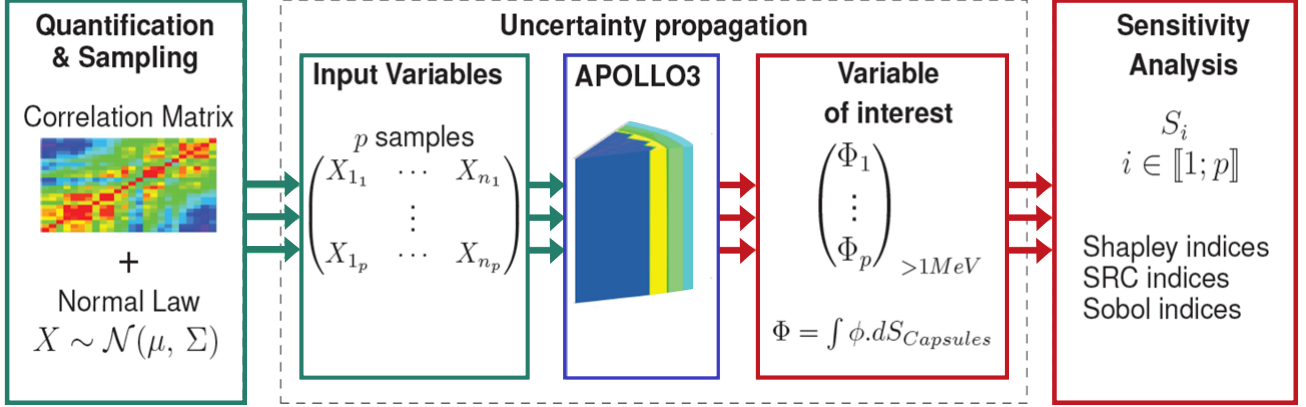 Quantification
& Sampling
Correlation Matrix
+
Normal Law
X ∼ 𝒩(μ, Σ)
Uncertainty propagation
Input Variables
p samples
( X_{1_1} ⋯ X_{n_1} )
⋮
( X_{1_p} ⋯ X_{n_p} )
APOLLO3
Variable
of interest
( Φ_1 )
⋮
( Φ_p )_{>1MeV}
Φ = ∫ ϕ.dS_{Capsules}
Sensitivity
Analysis
S_i
i ∈ ⟦1; p⟧
Shapley indices
SRC indices
Sobol indices